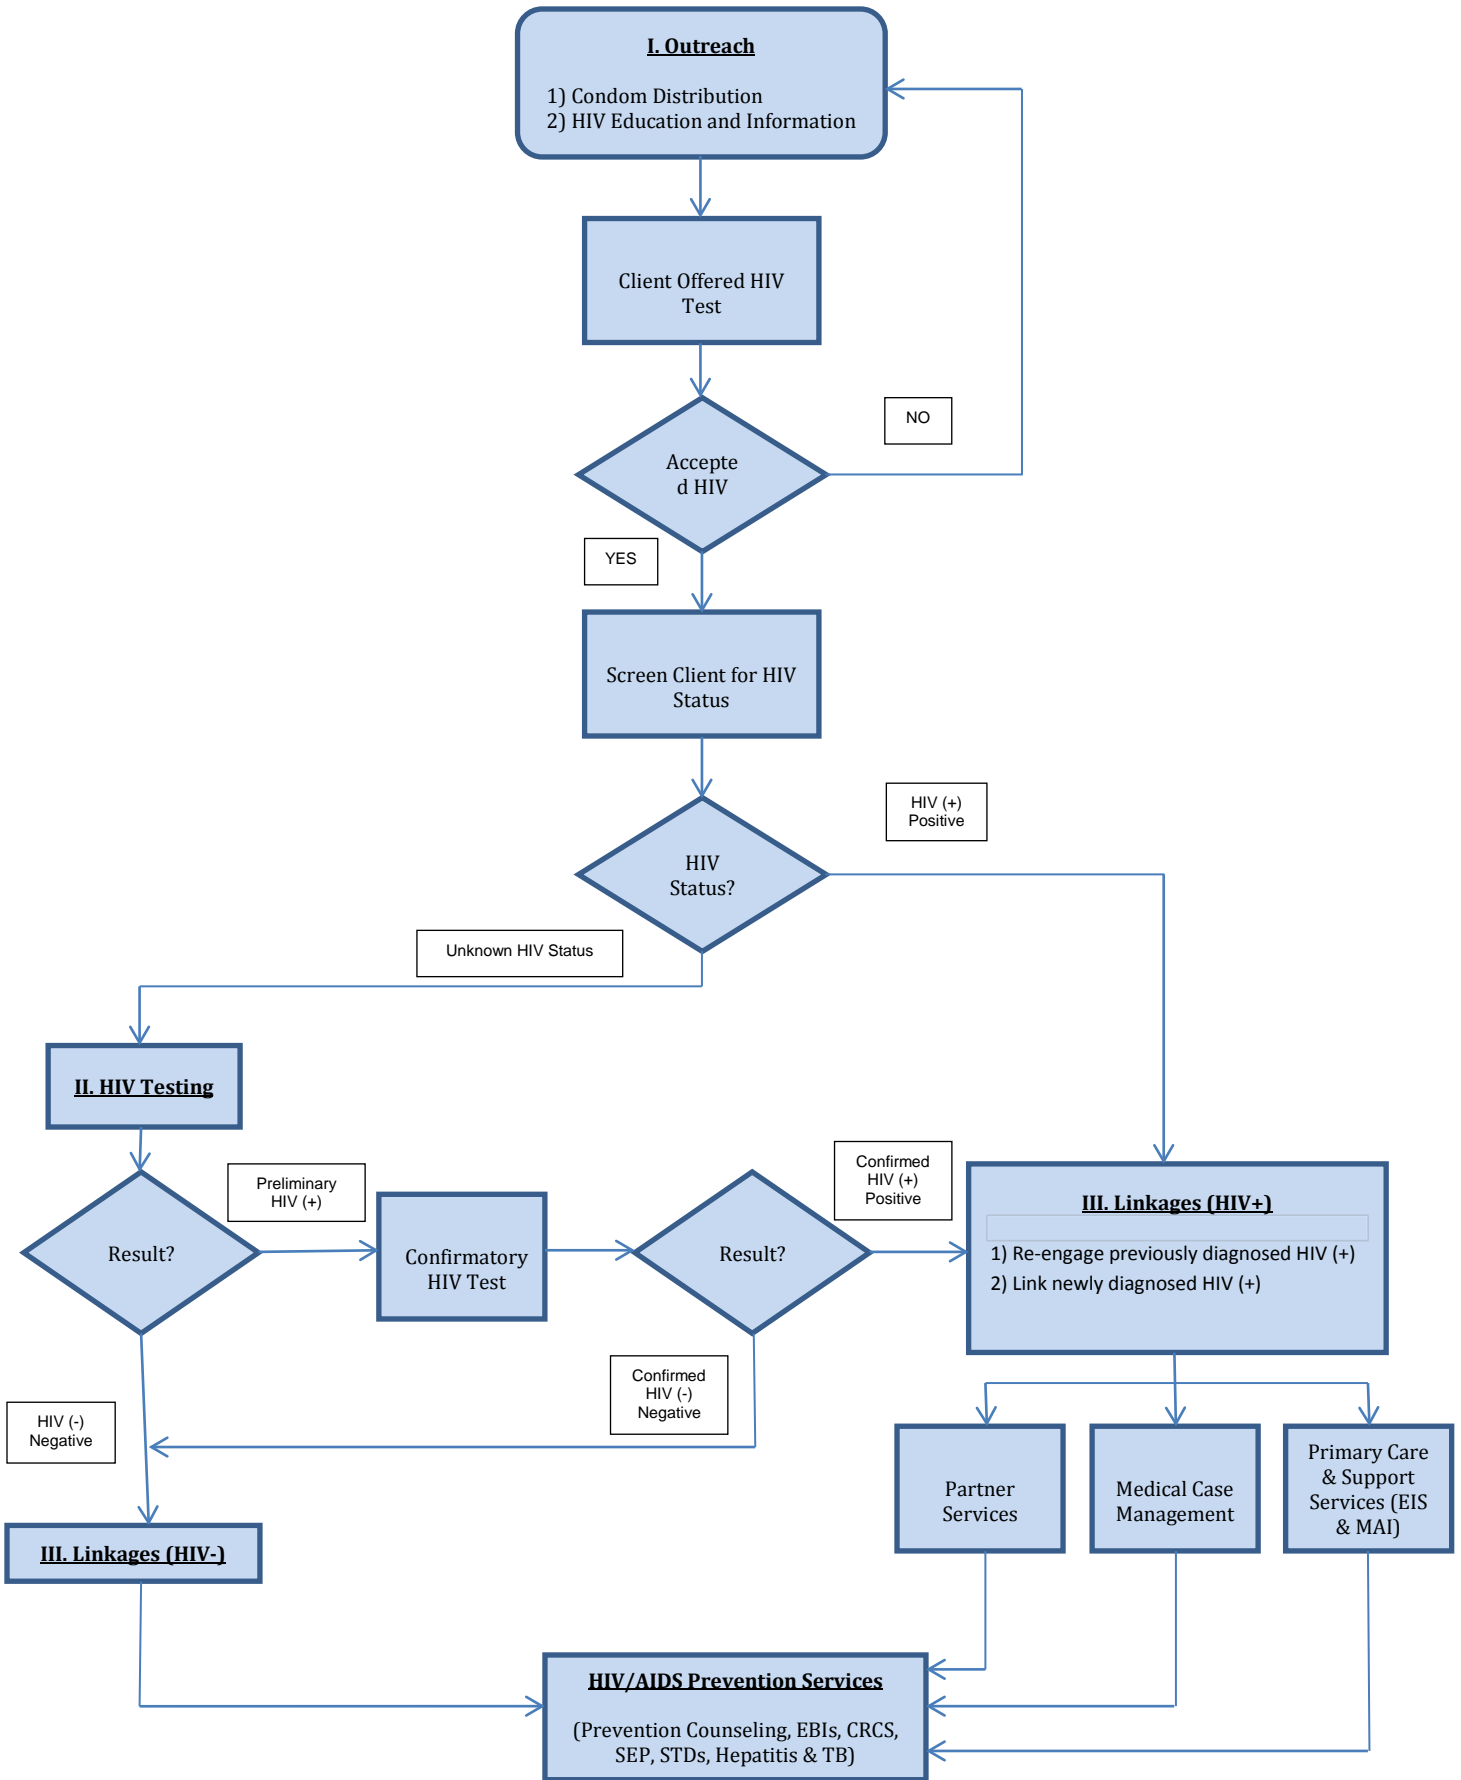 I. Outreach
1) Condom Distribution
2) HIV Education and Information
Client Offered HIV
Test
NO
Accepte
d HIV
YES
Screen Client for HIV
Status
HIV (+)
Positive
HIV
Status?
Unknown HIV Status
II. HIV Testing
Preliminary
HIV (+)
Result?
Confirmatory
HIV Test
Result?
Confirmed
HIV (+)
Positive
III. Linkages (HIV+)
1) Re-engage previously diagnosed HIV (+)
2) Link newly diagnosed HIV (+)
Confirmed
HIV (-)
Negative
HIV (-)
Negative
Partner
Services
Medical Case
Management
Primary Care
& Support
Services (EIS
& MAI)
III. Linkages (HIV-)
HIV/AIDS Prevention Services
(Prevention Counseling, EBIs, CRCS,
SEP, STDs, Hepatitis & TB)